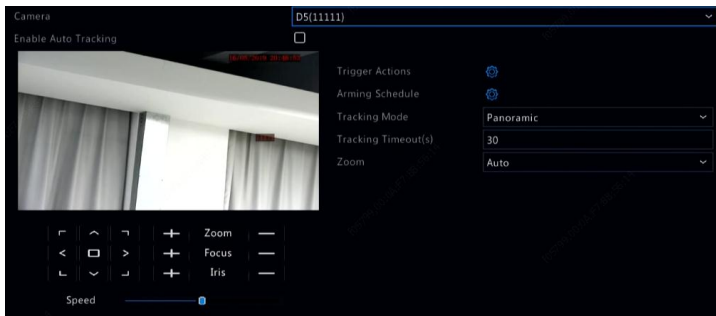 Camera
D5(11111)
Enable Auto Tracking
Trigger Actions
Arming Schedule
Tracking Mode
Panoramic
Tracking Timeout(s)
30
Zoom
Auto
Zoom
Focus
Iris
Speed